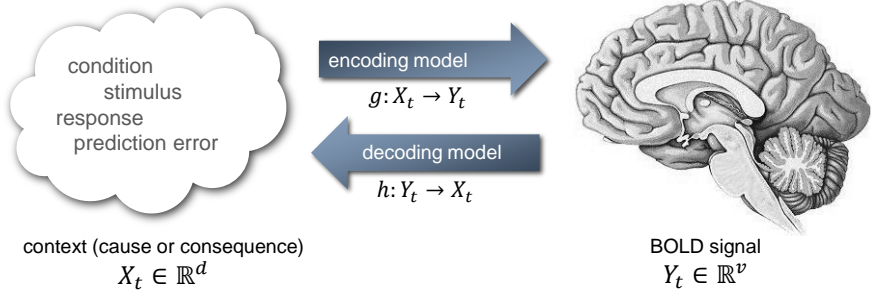 condition
stimulus
response
prediction error
encoding model
g: X_t → Y_t
decoding model
h: Y_t → X_t
context (cause or consequence)
X_t ∈ ℝ^d
BOLD signal
Y_t ∈ ℝ^v